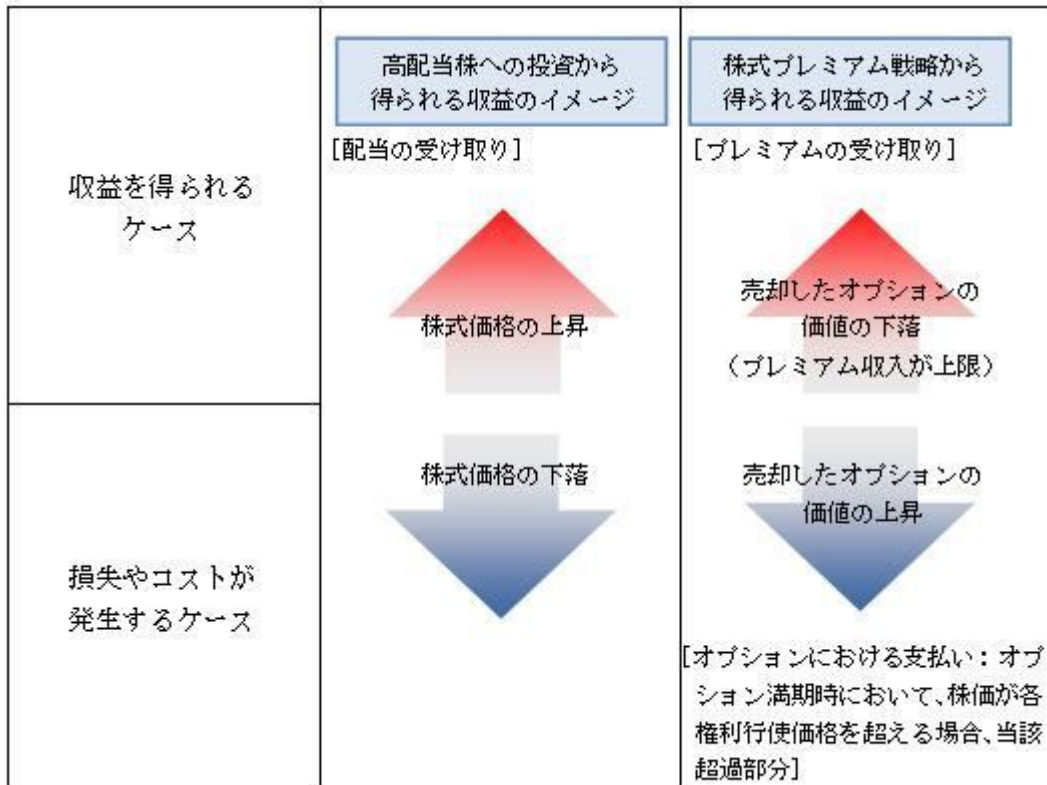 高配当株への投資から
得られる収益のイメージ
株式プレミアム戦略から
得られる収益のイメージ
収益を得られる
ケース
[配当の受け取り]
[プレミアムの受け取り]
株式価格の上昇
売却したオプションの
価値の下落
（プレミアム収入が上限）
損失やコストが
発生するケース
株式価格の下落
売却したオプションの
価値の上昇
[オプションにおける支払い：オプ
ション満期時において、株価が各
権利行使価格を超える場合、当該
超過部分]